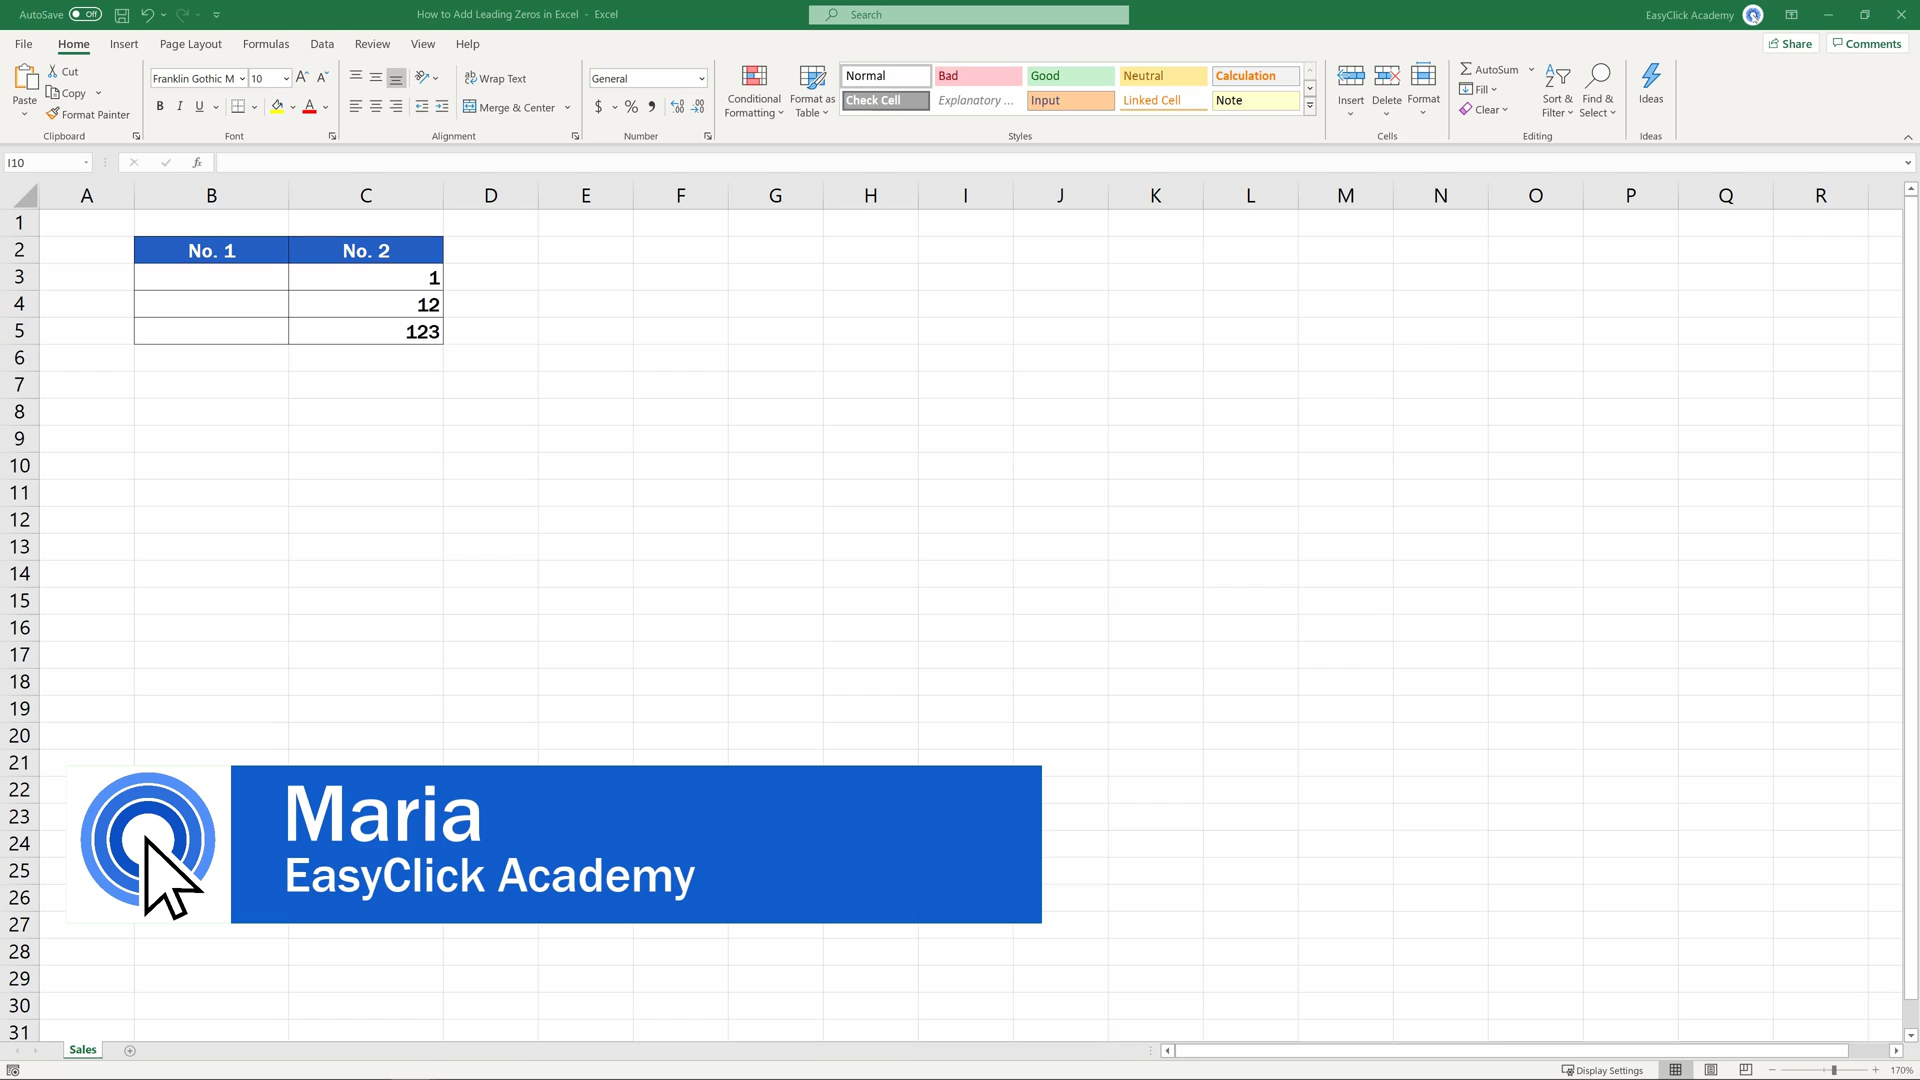 AutoSave Off How to Add Leading Zeros in Excel - Excel Search EasyClick Academy
File Home Insert Page Layout Formulas Data Review View Help Share Comments
Paste
Cut
Copy
Format Painter
Clipboard
Franklin Gothic M 10
B I U
Font
Wrap Text
Merge & Center
Alignment
General
$ % ,
Number
Conditional Formatting
Format as Table
Normal Bad Good Neutral Calculation
Check Cell Explanatory ... Input Linked Cell Note
Styles
Insert Delete Format
Cells
AutoSum
Fill
Clear
Sort & Filter
Find & Select
Editing
Ideas
Ideas
I10 fx
A B C D E F G H I J K L M N O P Q R
1
2 No. 1 No. 2
3 1
4 12
5 123
6
7
8
9
10
11
12
13
14
15
16
17
18
19
20
21
22
23
24
25
26
27
28
29
30
31
Maria
EasyClick Academy
Sales
Display Settings 170%